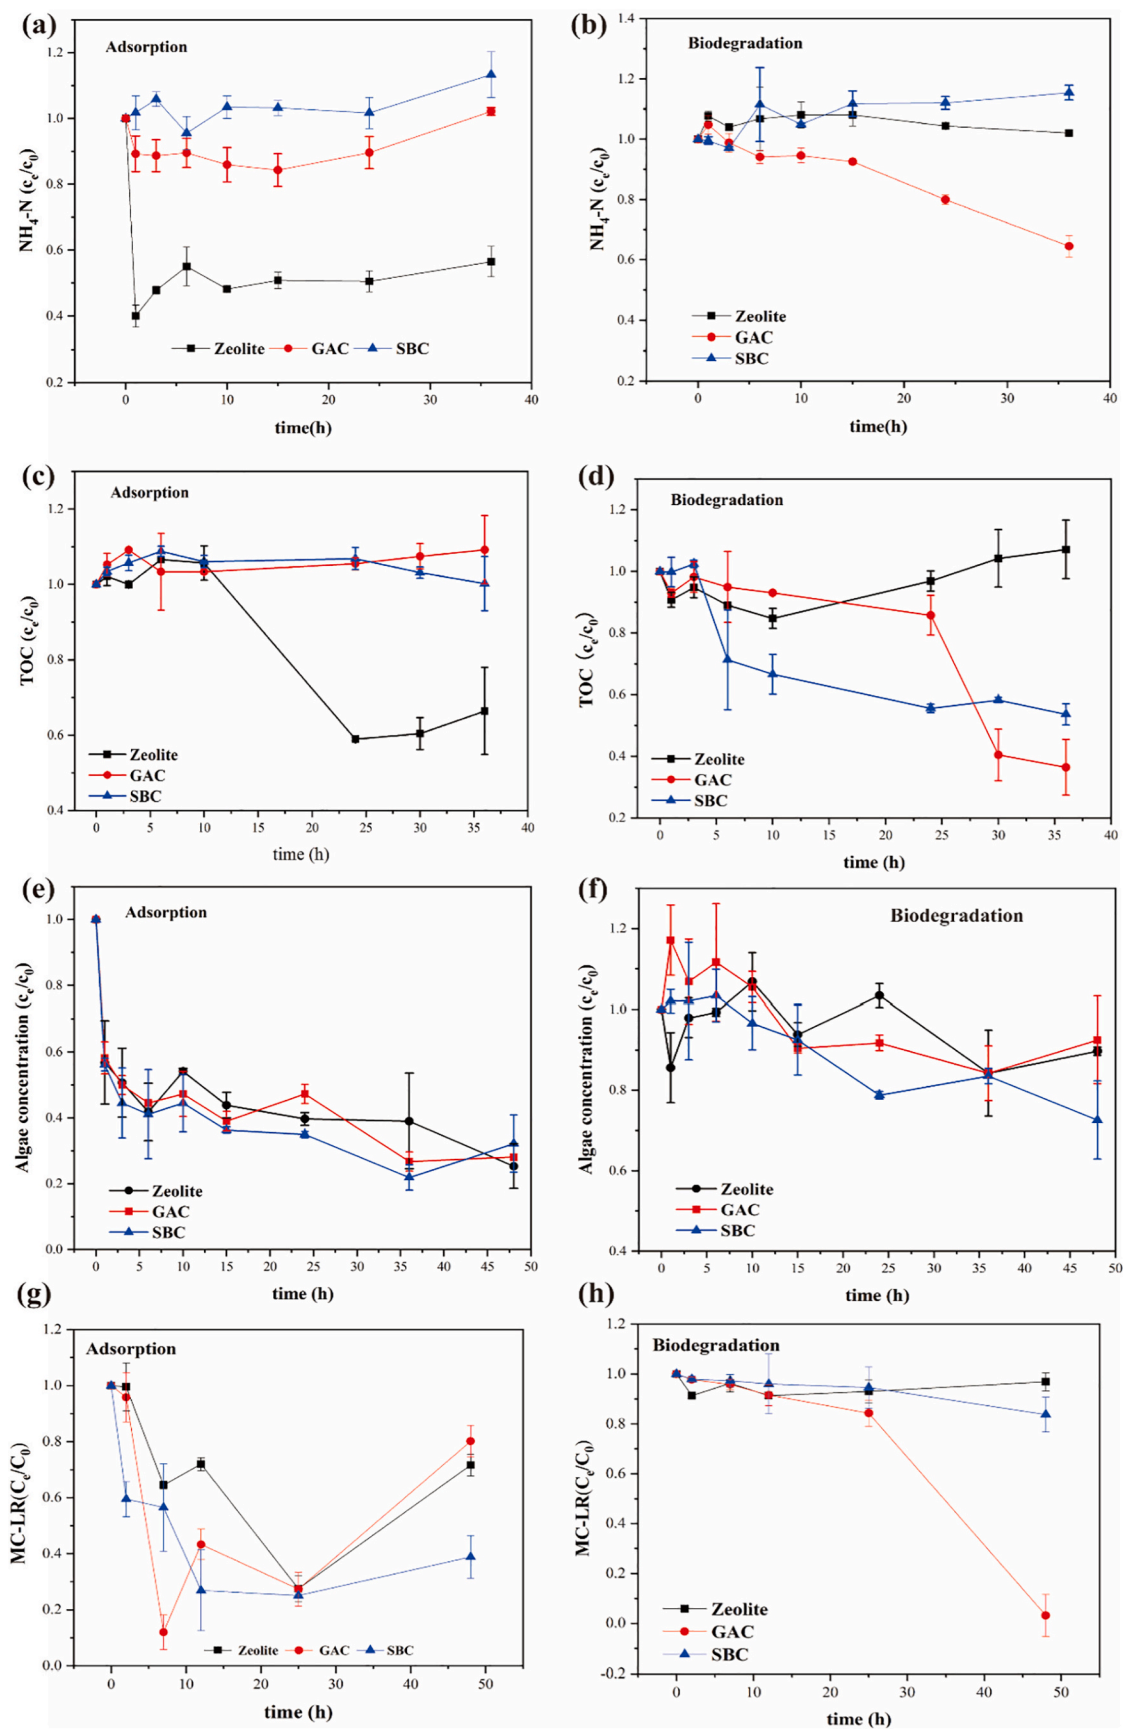 (a)
Adsorption
NH4-N (ce/c0)
1.2
1.0
0.8
0.6
0.4
0.2
Zeolite GAC SBC
0 10 20 30 40
time(h)
(b)
Biodegradation
NH4-N (ce/c0)
1.4
1.2
1.0
0.8
0.6
0.4
0.2
Zeolite
GAC
SBC
0 10 20 30 40
time(h)
(c)
Adsorption
TOC (ce/c0)
1.2
1.0
0.8
0.6
0.4
Zeolite
GAC
SBC
0 5 10 15 20 25 30 35 40
time (h)
(d)
Biodegradation
TOC (ce/c0)
1.2
1.0
0.8
0.6
0.4
0.2
Zeolite
GAC
SBC
0 5 10 15 20 25 30 35 40
time (h)
(e)
Adsorption
Algae concentration (ce/c0)
1.0
0.8
0.6
0.4
0.2
0.0
Zeolite
GAC
SBC
0 5 10 15 20 25 30 35 40 45 50
time (h)
(f)
Biodegradation
Algae concentration (ce/c0)
1.2
1.0
0.8
0.6
0.4
Zeolite
GAC
SBC
0 5 10 15 20 25 30 35 40 45 50
time (h)
(g)
Adsorption
MC-LR(Ce/C0)
1.2
1.0
0.8
0.6
0.4
0.2
0.0
Zeolite GAC SBC
0 10 20 30 40 50
time (h)
(h)
Biodegradation
MC-LR(Ce/C0)
1.2
1.0
0.8
0.6
0.4
0.2
0.0
-0.2
Zeolite
GAC
SBC
0 10 20 30 40 50
time (h)